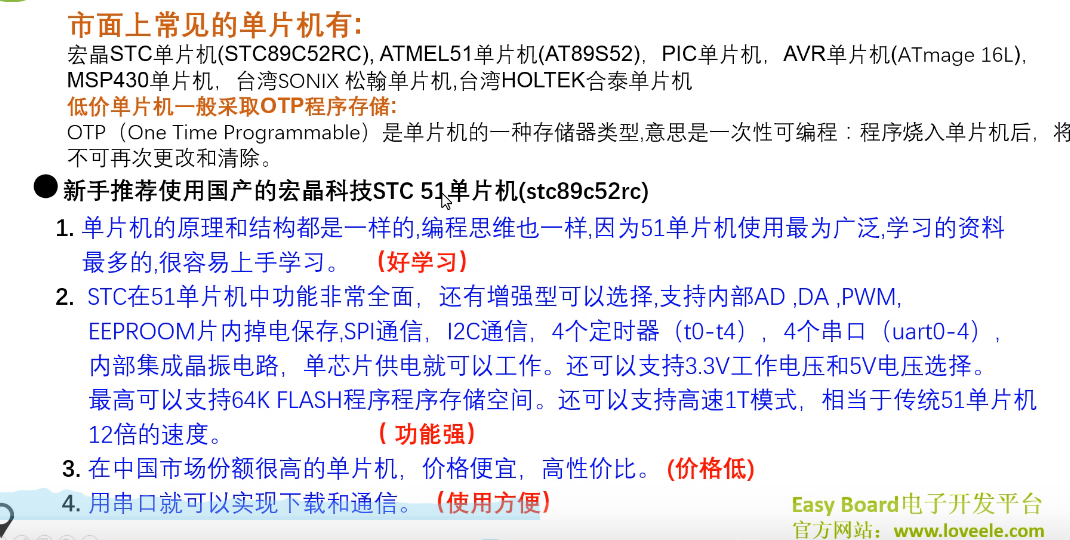 市面上常见的单片机有:
宏晶STC单片机(STC89C52RC), ATMEL51单片机(AT89S52)，PIC单片机，AVR单片机(ATmage 16L),
MSP430单片机，台湾SONIX 松翰单片机,台湾HOLTEK合泰单片机
低价单片机一般采取OTP程序存储:
OTP（One Time Programmable）是单片机的一种存储器类型,意思是一次性可编程：程序烧入单片机后，将
不可再次更改和清除。
●新手推荐使用国产的宏晶科技STC 51单片机(stc89c52rc)
1. 单片机的原理和结构都是一样的,编程思维也一样,因为51单片机使用最为广泛,学习的资料
最多的,很容易上手学习。 （好学习）
2. STC在51单片机中功能非常全面，还有增强型可以选择,支持内部AD ,DA ,PWM,
EEPROOM片内掉电保存,SPI通信，I2C通信，4个定时器（t0-t4），4个串口（uart0-4），
内部集成晶振电路，单芯片供电就可以工作。还可以支持3.3V工作电压和5V电压选择。
最高可以支持64K FLASH程序程序存储空间。还可以支持高速1T模式，相当于传统51单片机
12倍的速度。 （ 功能强）
3. 在中国市场份额很高的单片机，价格便宜，高性价比。(价格低)
4. 用串口就可以实现下载和通信。（使用方便）
Easy Board电子开发平台
官方网站：www.loveele.com